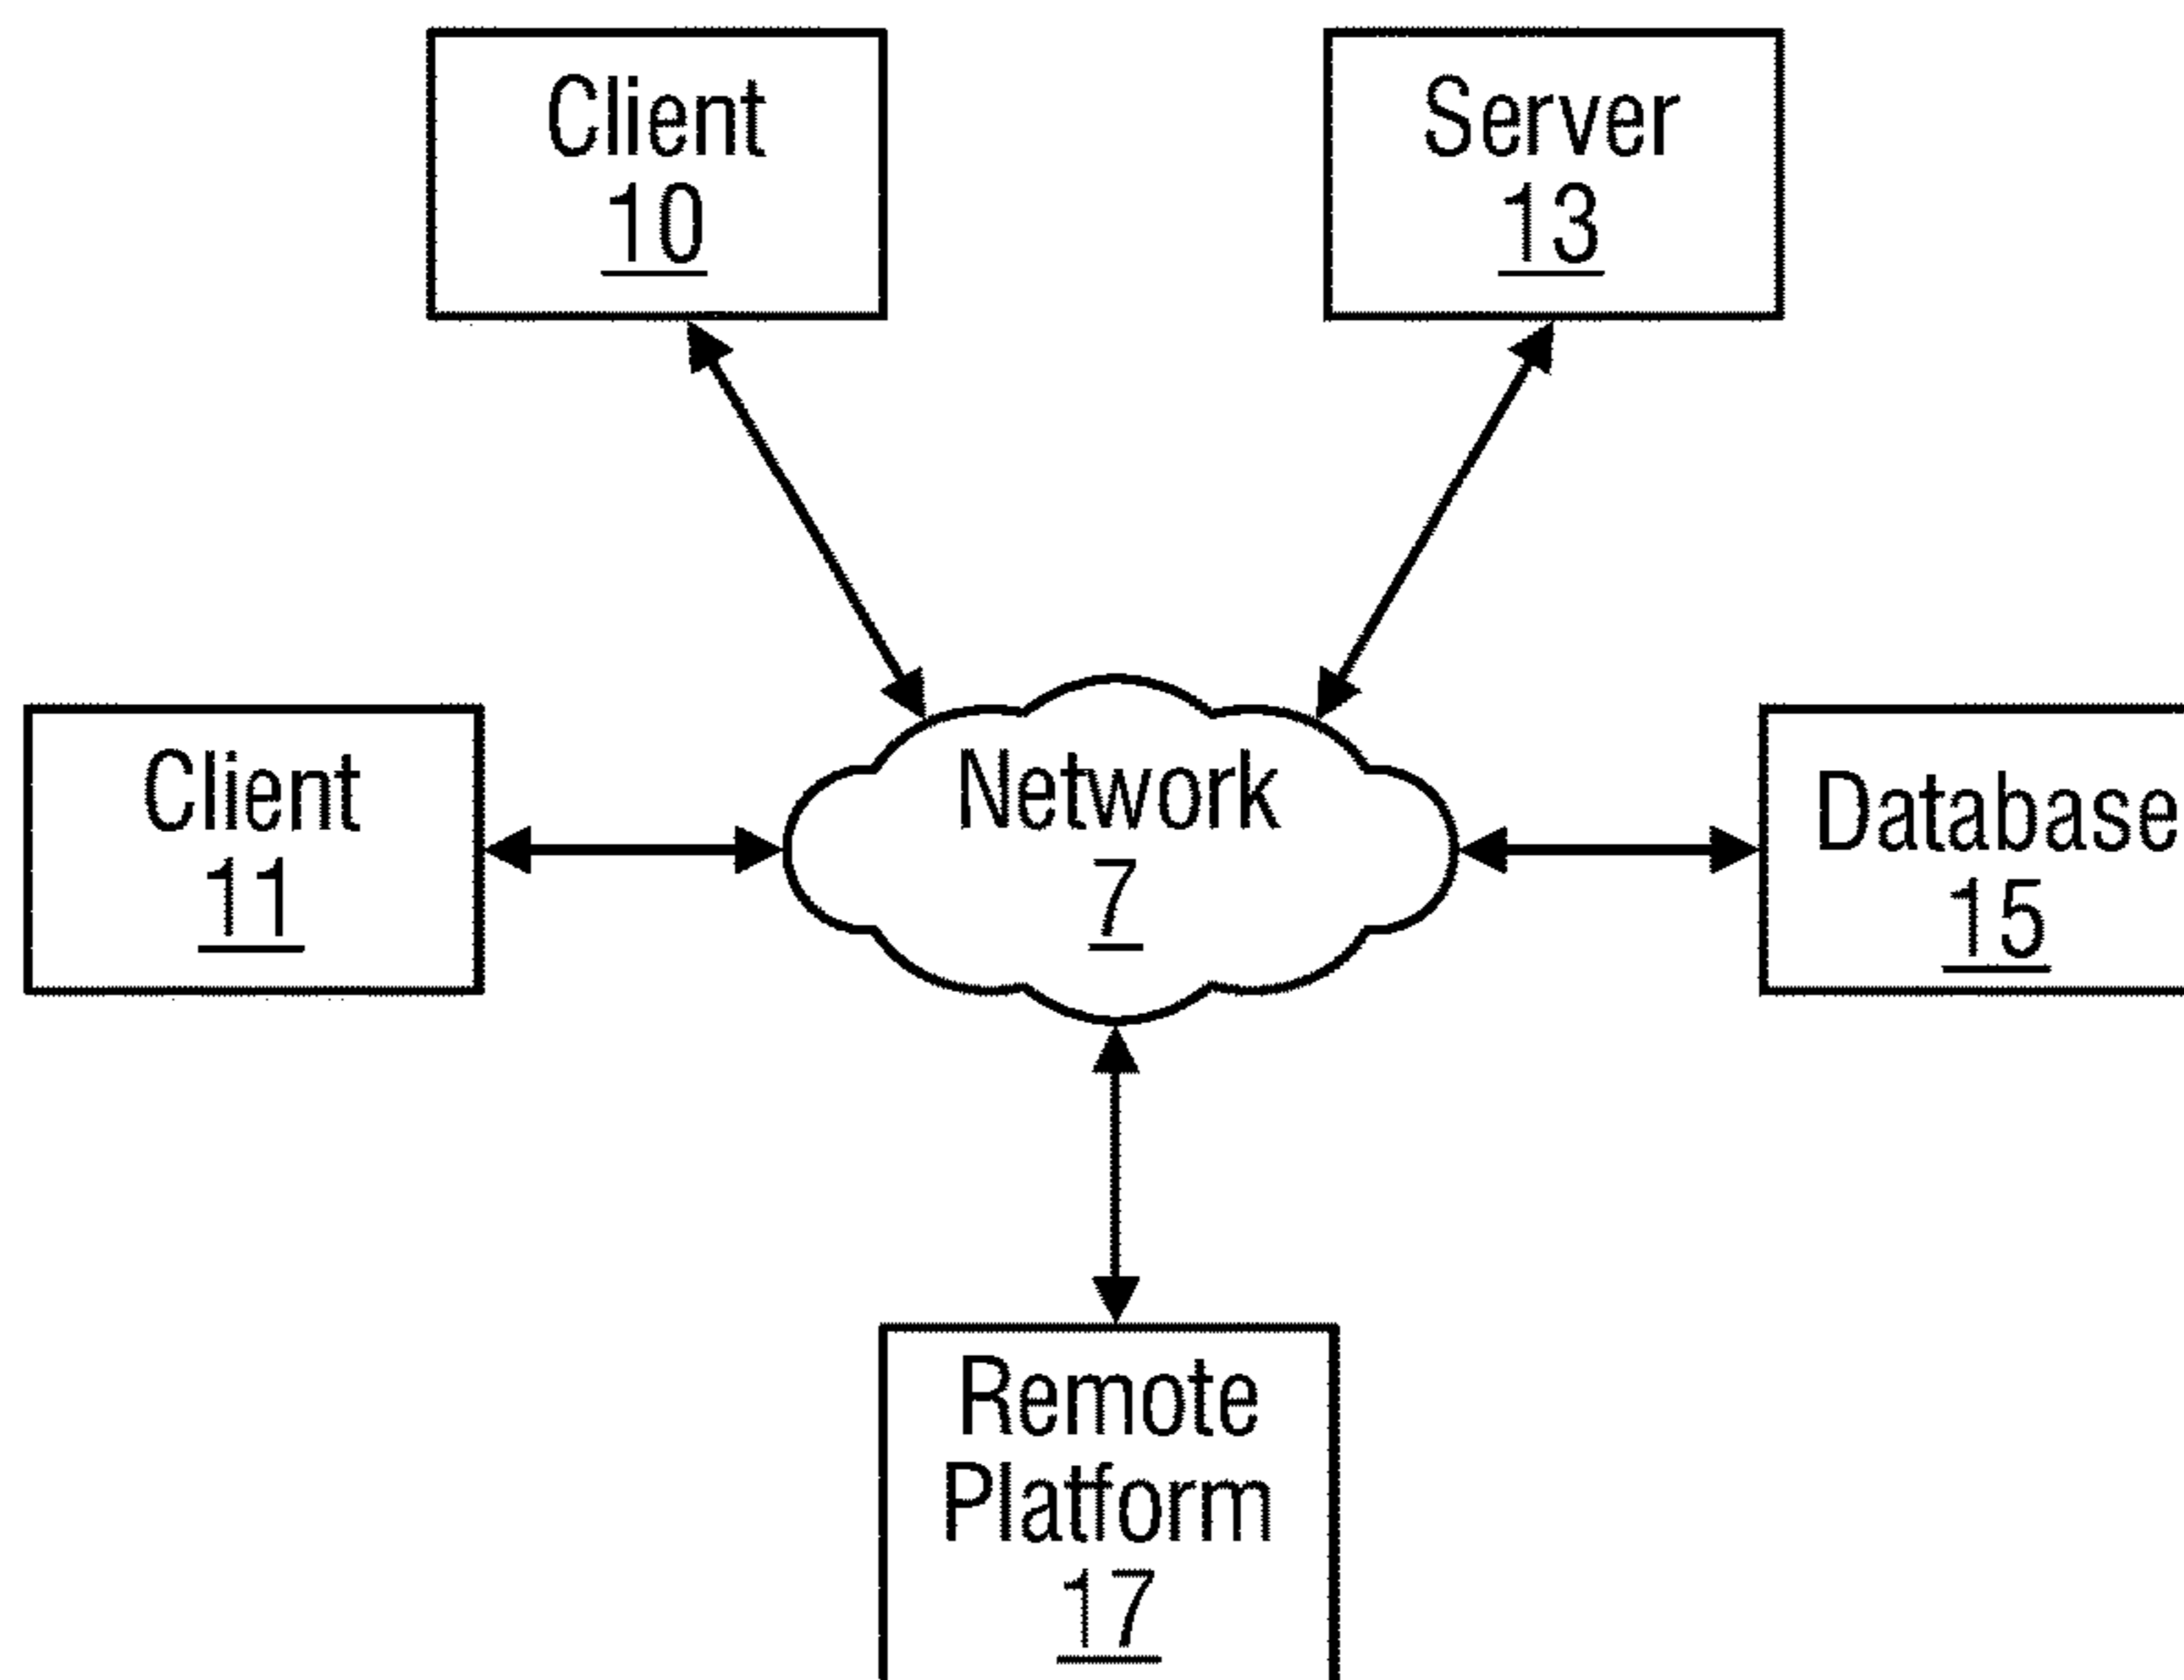 Client
10
Server
13
Client
11
Network
7
Database
15
Remote
Platform
17